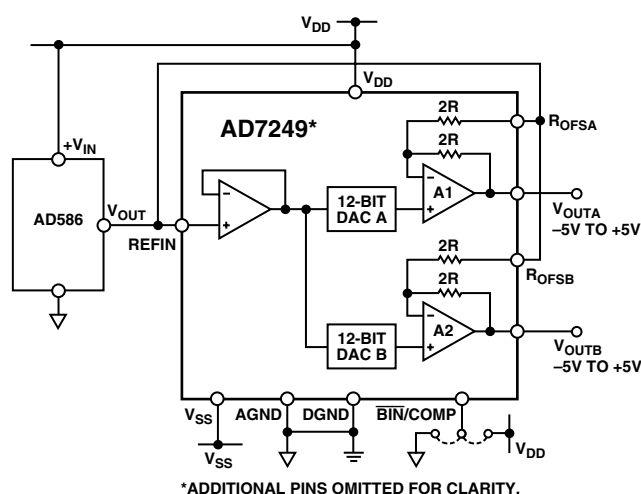 V_DD
V_DD
AD7249*
2R
R_OFSA
2R
+V_IN
AD586
V_OUT
REFIN
−
+
12-BIT
DAC A
−
+
A1
V_OUTA
–5V TO +5V
2R
R_OFSB
2R
12-BIT
DAC B
−
+
A2
V_OUTB
–5V TO +5V
V_SS
AGND
DGND
B̅I̅N̅/COMP
V_SS
V_DD
*ADDITIONAL PINS OMITTED FOR CLARITY.